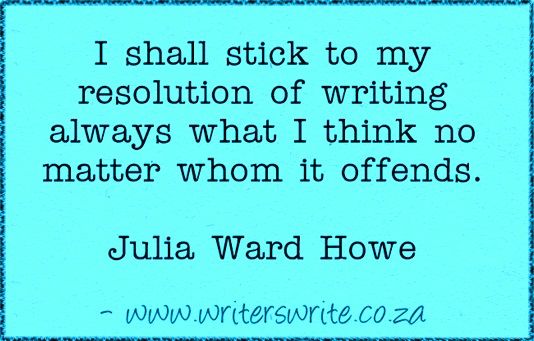 I shall stick to my
resolution of writing
always what I think no
matter whom it offends.
Julia Ward Howe
- www.writerswrite.co.za